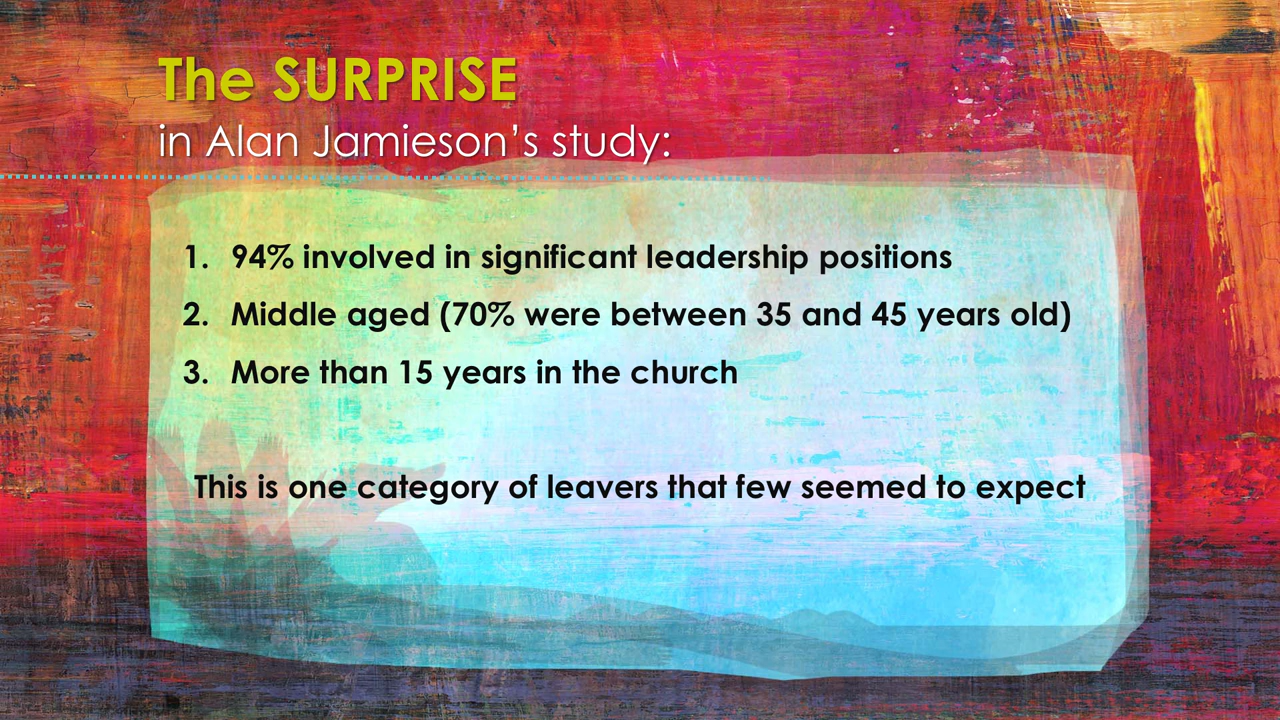 The SURPRISE
in Alan Jamieson’s study:
1. 94% involved in significant leadership positions
2. Middle aged (70% were between 35 and 45 years old)
3. More than 15 years in the church
This is one category of leavers that few seemed to expect